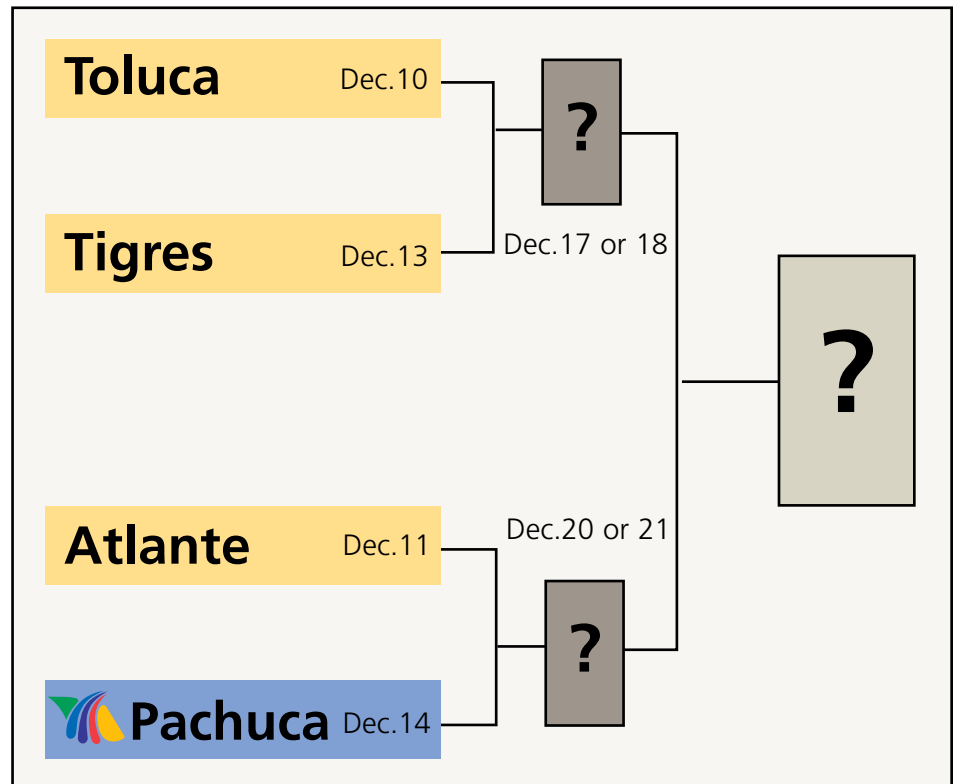 Toluca Dec.10
?
Tigres Dec.13
Dec.17 or 18
?
Atlante Dec.11
Dec.20 or 21
?
Pachuca Dec.14